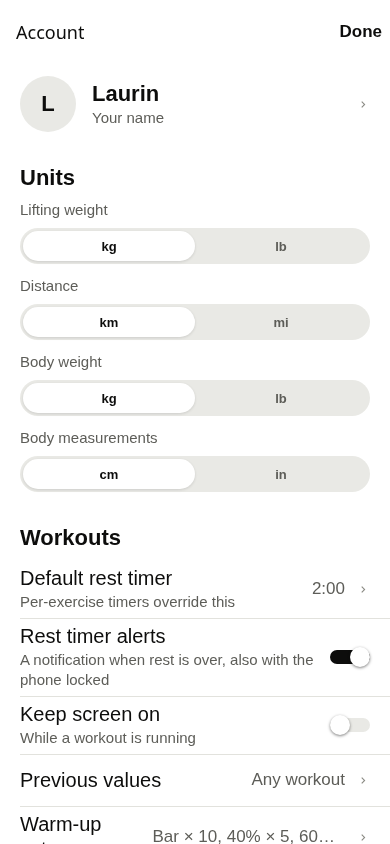 Account
Done
L
Laurin
Your name
Units
Lifting weight
kg
lb
Distance
km
mi
Body weight
kg
lb
Body measurements
cm
in
Workouts
Default rest timer
Per-exercise timers override this
2:00
Rest timer alerts
A notification when rest is over, also with the
phone locked
Keep screen on
While a workout is running
Previous values
Any workout
Warm-up
Bar × 10, 40% × 5, 60…